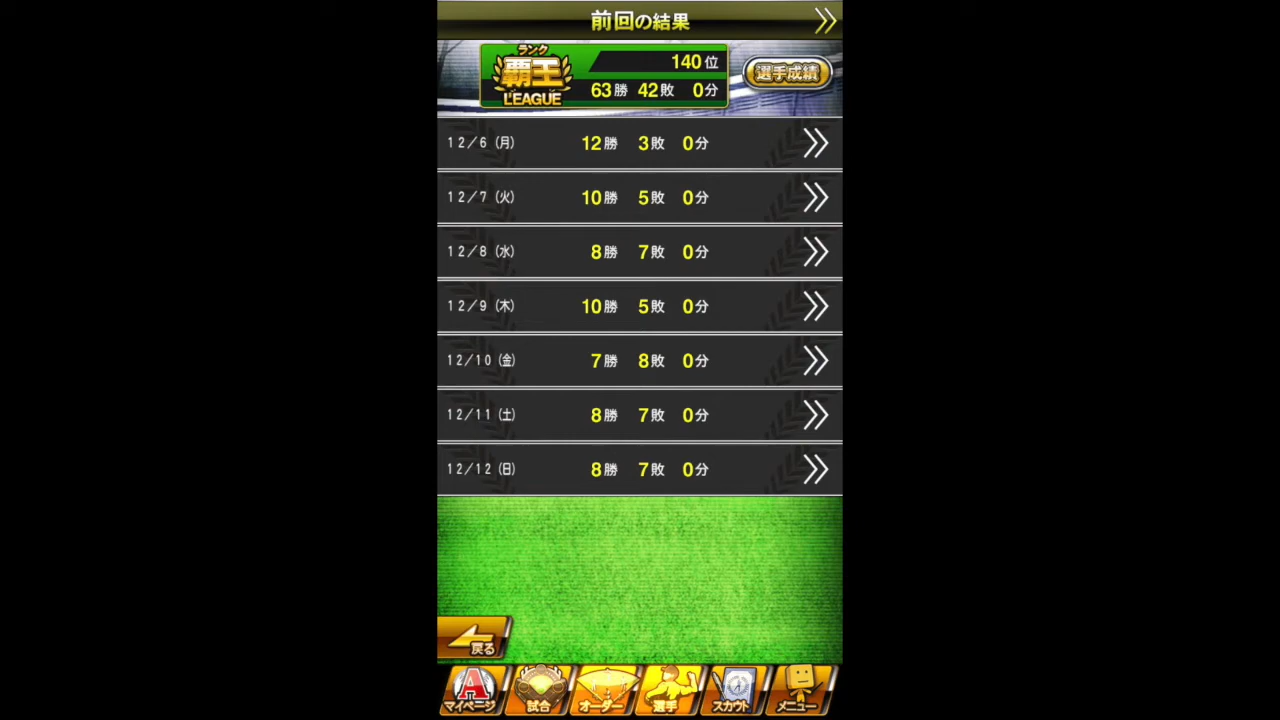 前回の結果
ランク
覇王
LEAGUE
140位
63勝 42敗 0分
選手成績
12/6 (月) 12勝 3敗 0分
12/7 (火) 10勝 5敗 0分
12/8 (水) 8勝 7敗 0分
12/9 (木) 10勝 5敗 0分
12/10 (金) 7勝 8敗 0分
12/11 (土) 8勝 7敗 0分
12/12 (日) 8勝 7敗 0分
戻る
A
マイページ 試合 オーダー 選手 スカウト メニュー